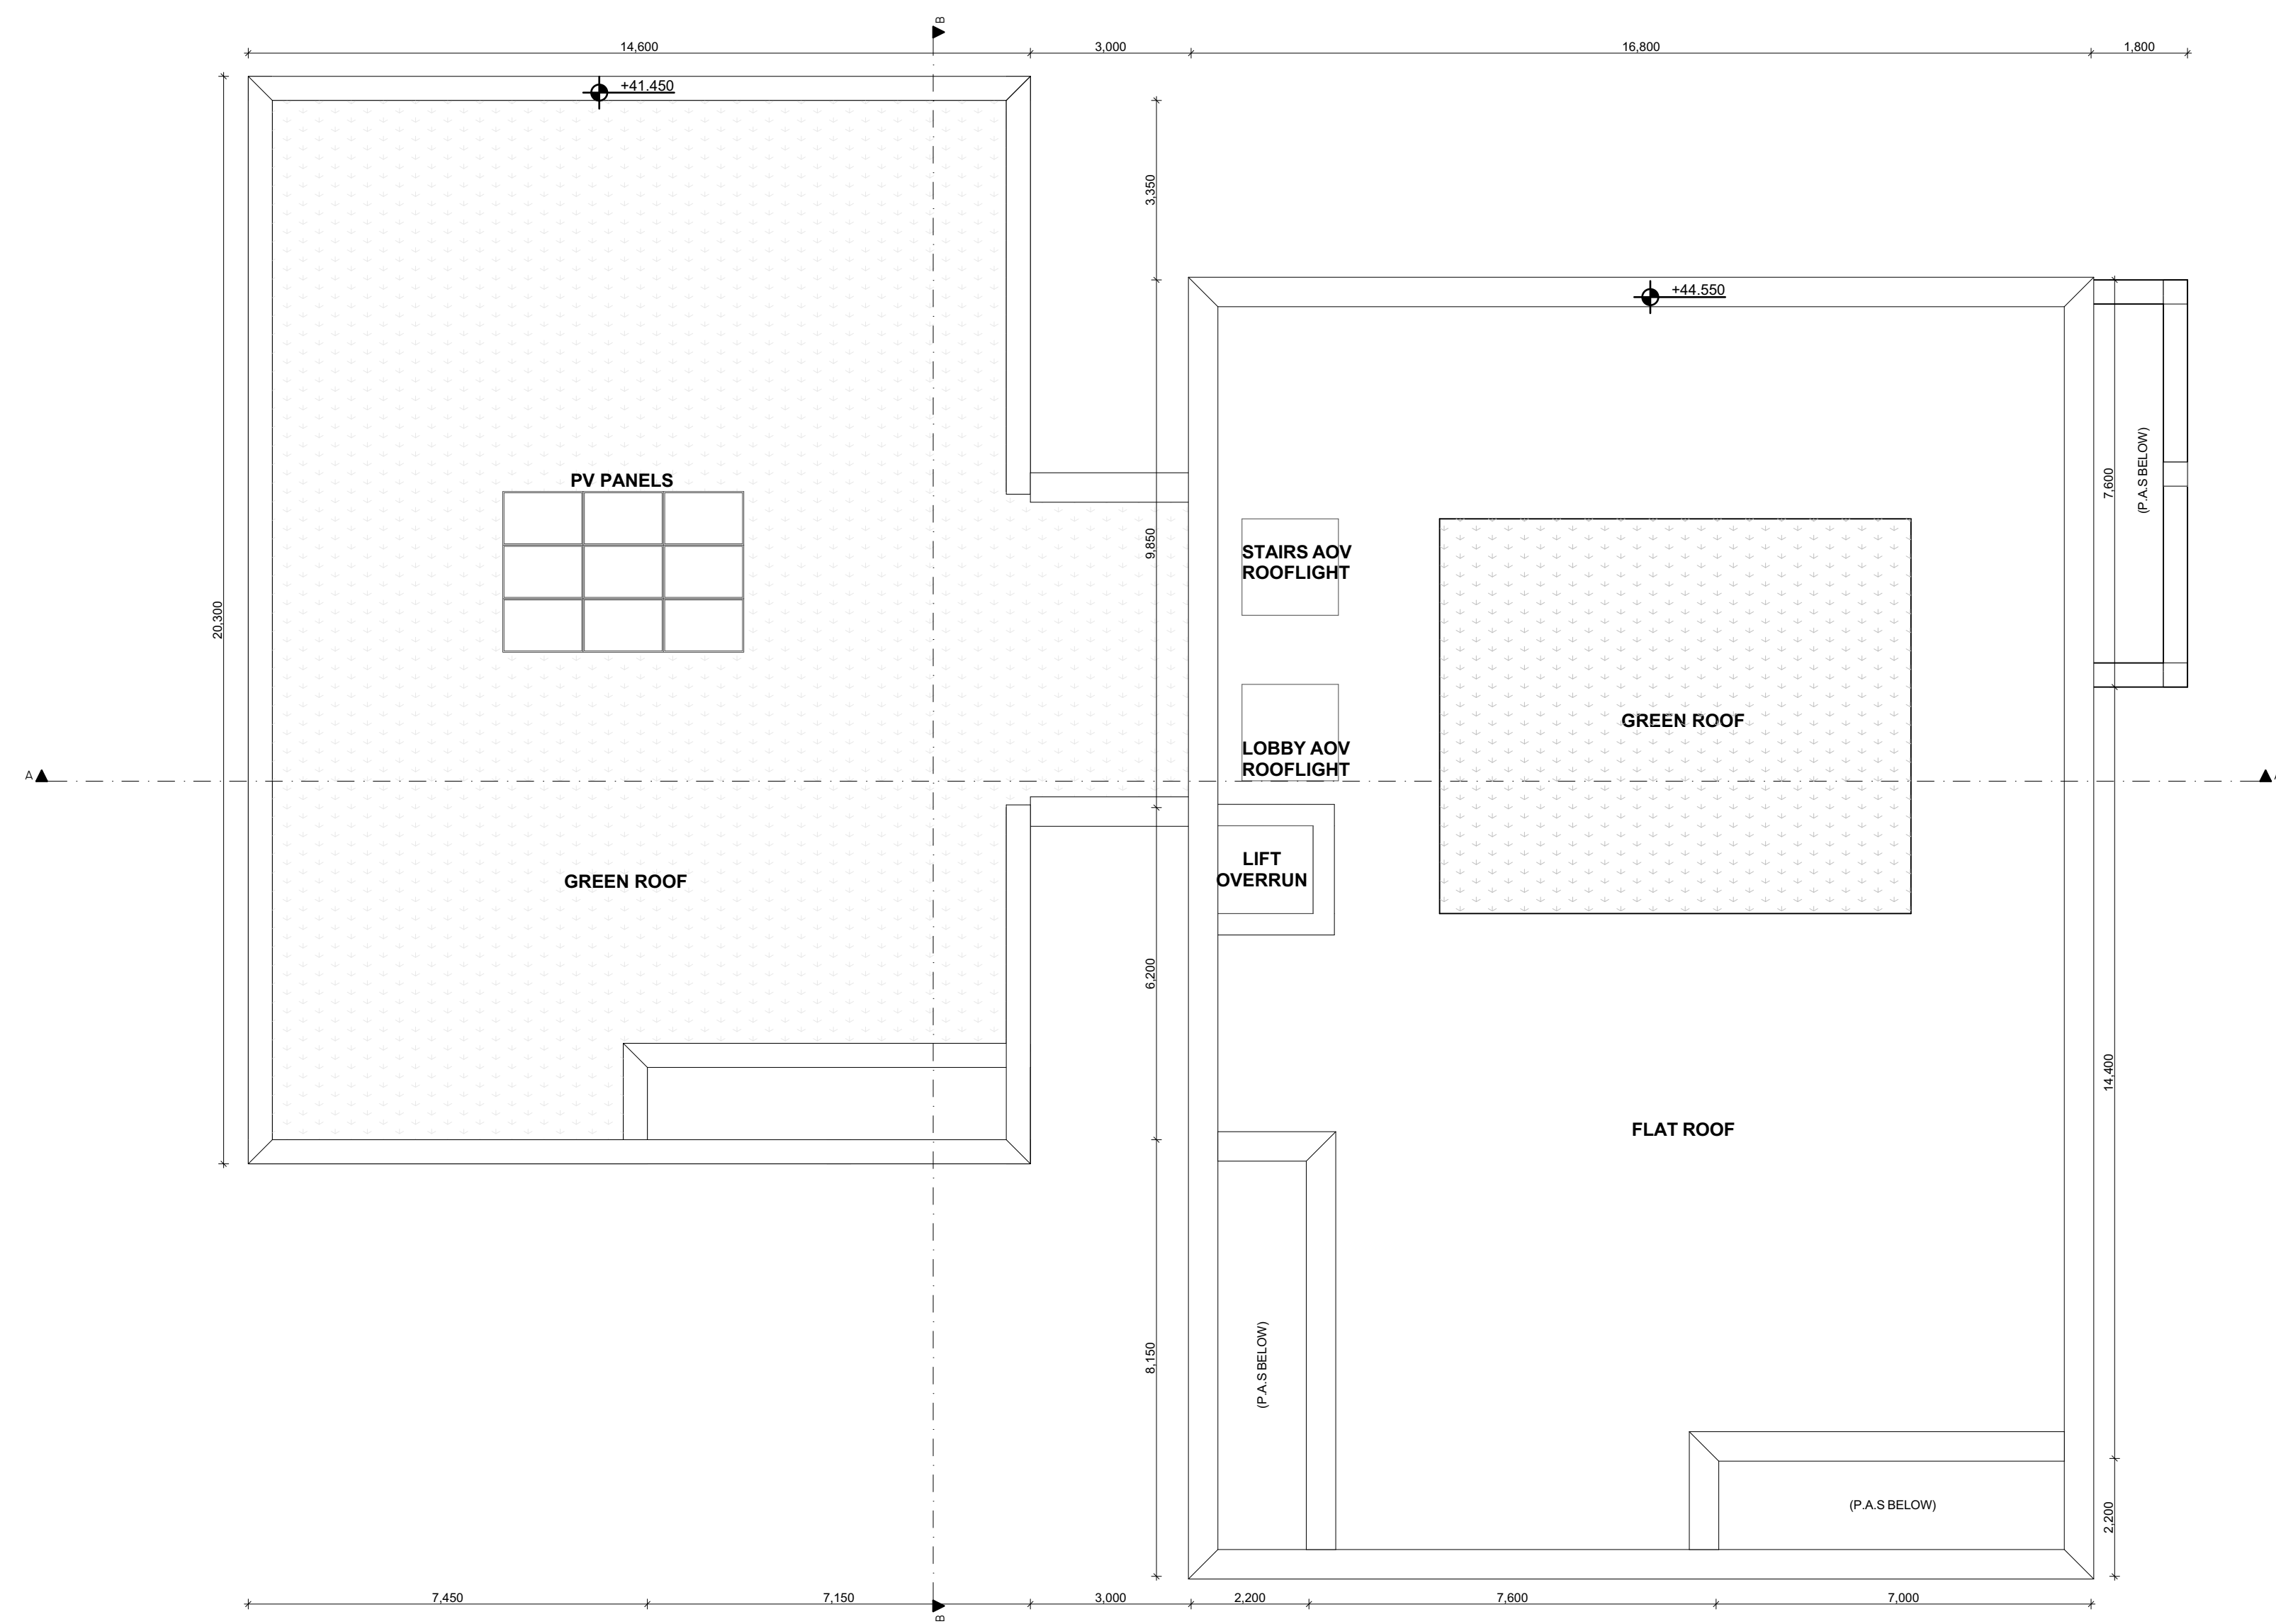 B
14,600
3,000
16,800
1,800
+41.450
3,350
+44.550
PV PANELS
7,600
(P.A.S BELOW)
9,850
STAIRS AOV
ROOFLIGHT
20,300
GREEN ROOF
LOBBY AOV
ROOFLIGHT
A
LIFT
OVERRUN
GREEN ROOF
6,200
14,400
FLAT ROOF
8,150
(P.A.S BELOW)
(P.A.S BELOW)
2,200
7,450
7,150
3,000
2,200
7,600
7,000
B